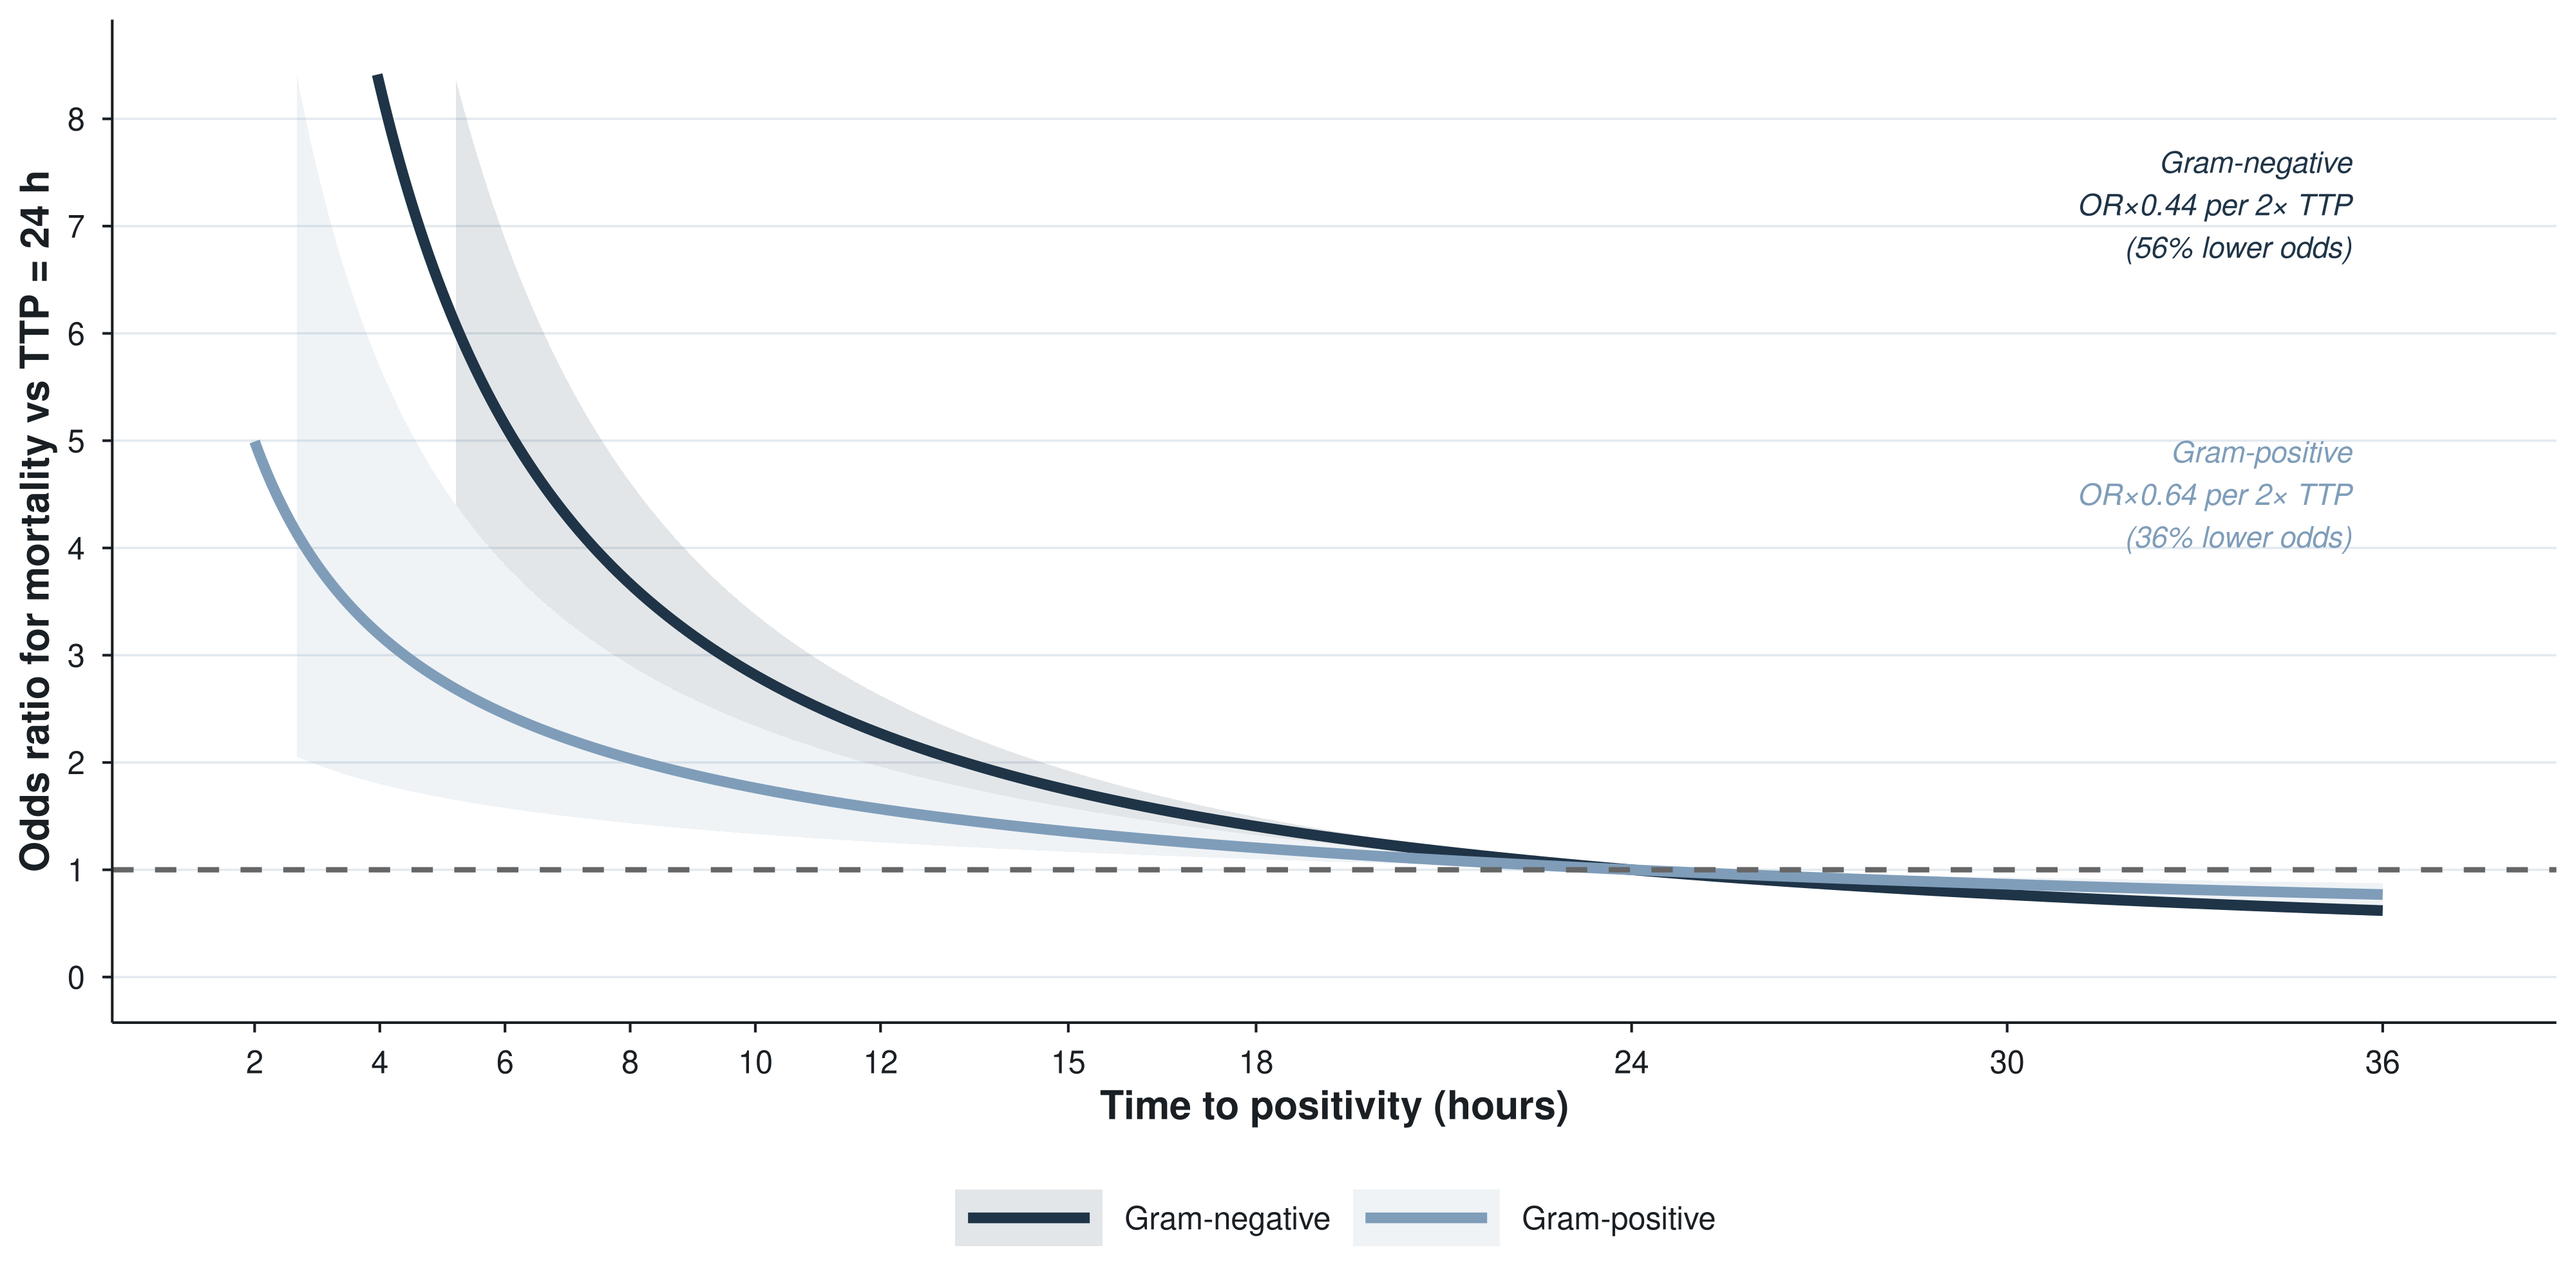 Odds ratio for mortality vs TTP = 24 h
8
7
6
5
4
3
2
1
0
Gram-negative
OR×0.44 per 2× TTP
(56% lower odds)
Gram-positive
OR×0.64 per 2× TTP
(36% lower odds)
2 4 6 8 10 12 15 18 24 30 36
Time to positivity (hours)
Gram-negative Gram-positive